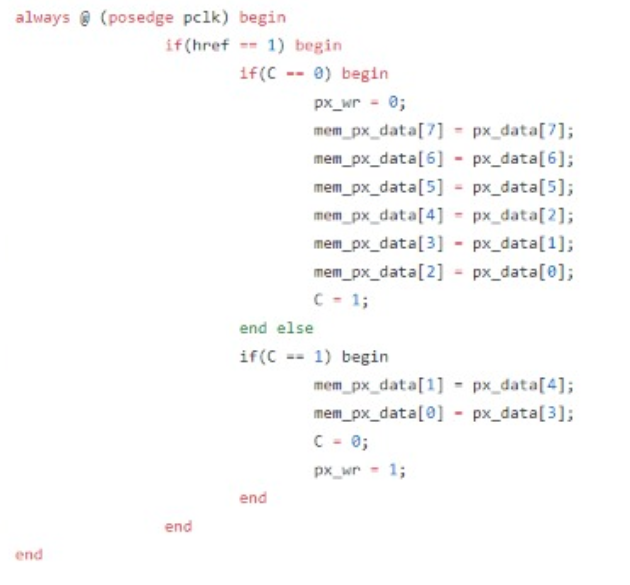 always @ (posedge pclk) begin
if(href == 1) begin
if(C == 0) begin
px_wr = 0;
mem_px_data[7] = px_data[7];
mem_px_data[6] = px_data[6];
mem_px_data[5] = px_data[5];
mem_px_data[4] = px_data[2];
mem_px_data[3] = px_data[1];
mem_px_data[2] = px_data[0];
C = 1;
end else
if(C == 1) begin
mem_px_data[1] = px_data[4];
mem_px_data[0] = px_data[3];
C = 0;
px_wr = 1;
end
end
end